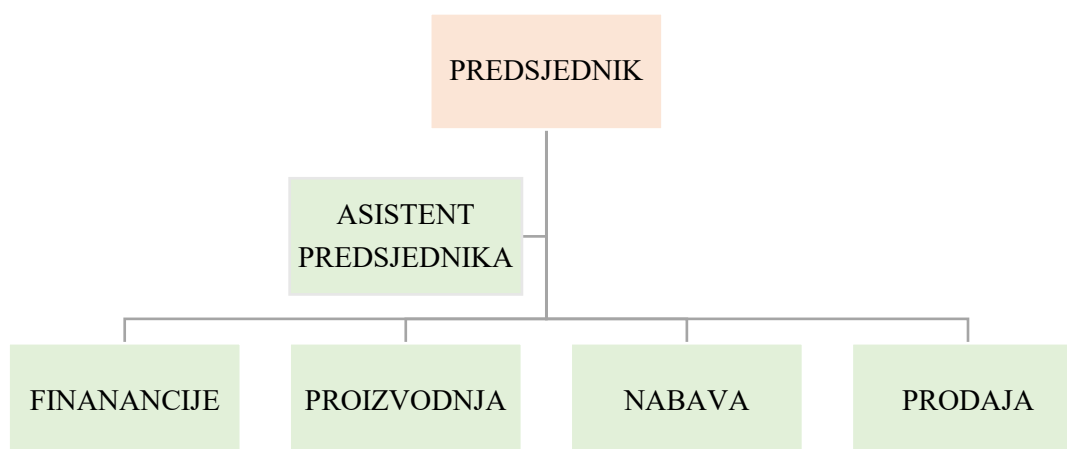 PREDSJEDNIK
ASISTENT
PREDSJEDNIKA
FINANANCIJE
PROIZVODNJA
NABAVA
PRODAJA